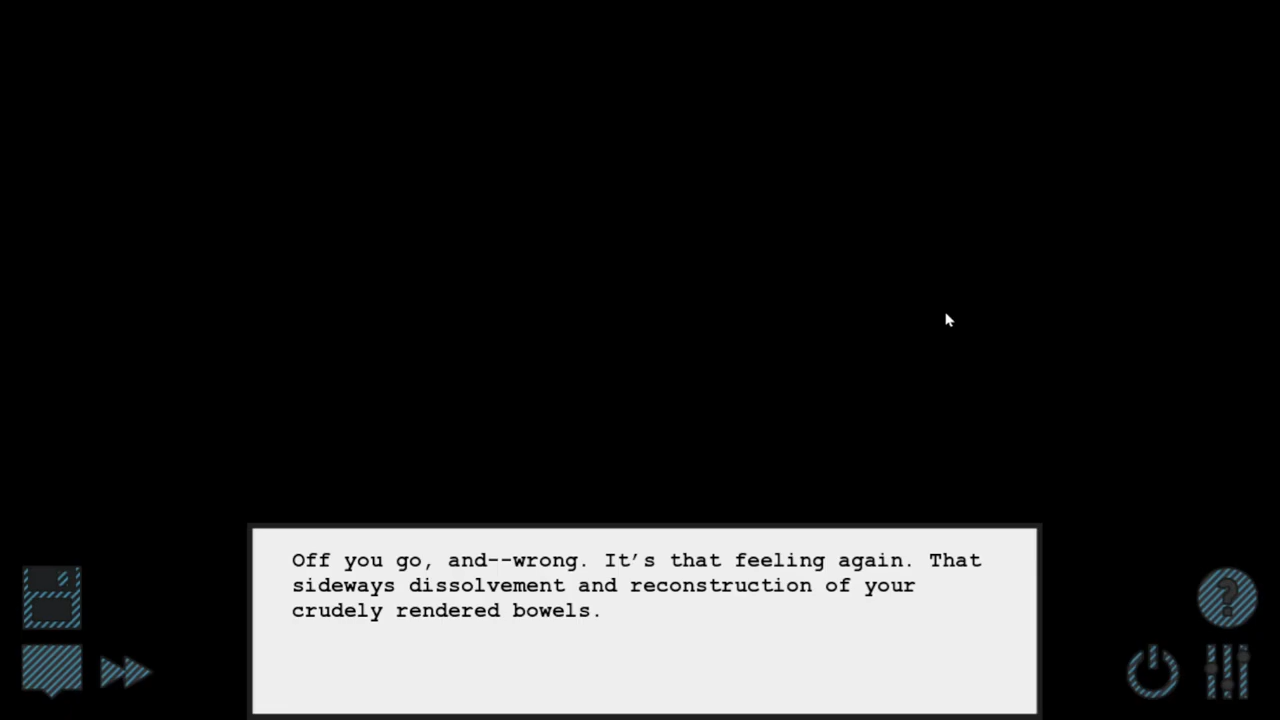 Off you go, and--wrong. It's that feeling again. That
sideways dissolvement and reconstruction of your
crudely rendered bowels.
?